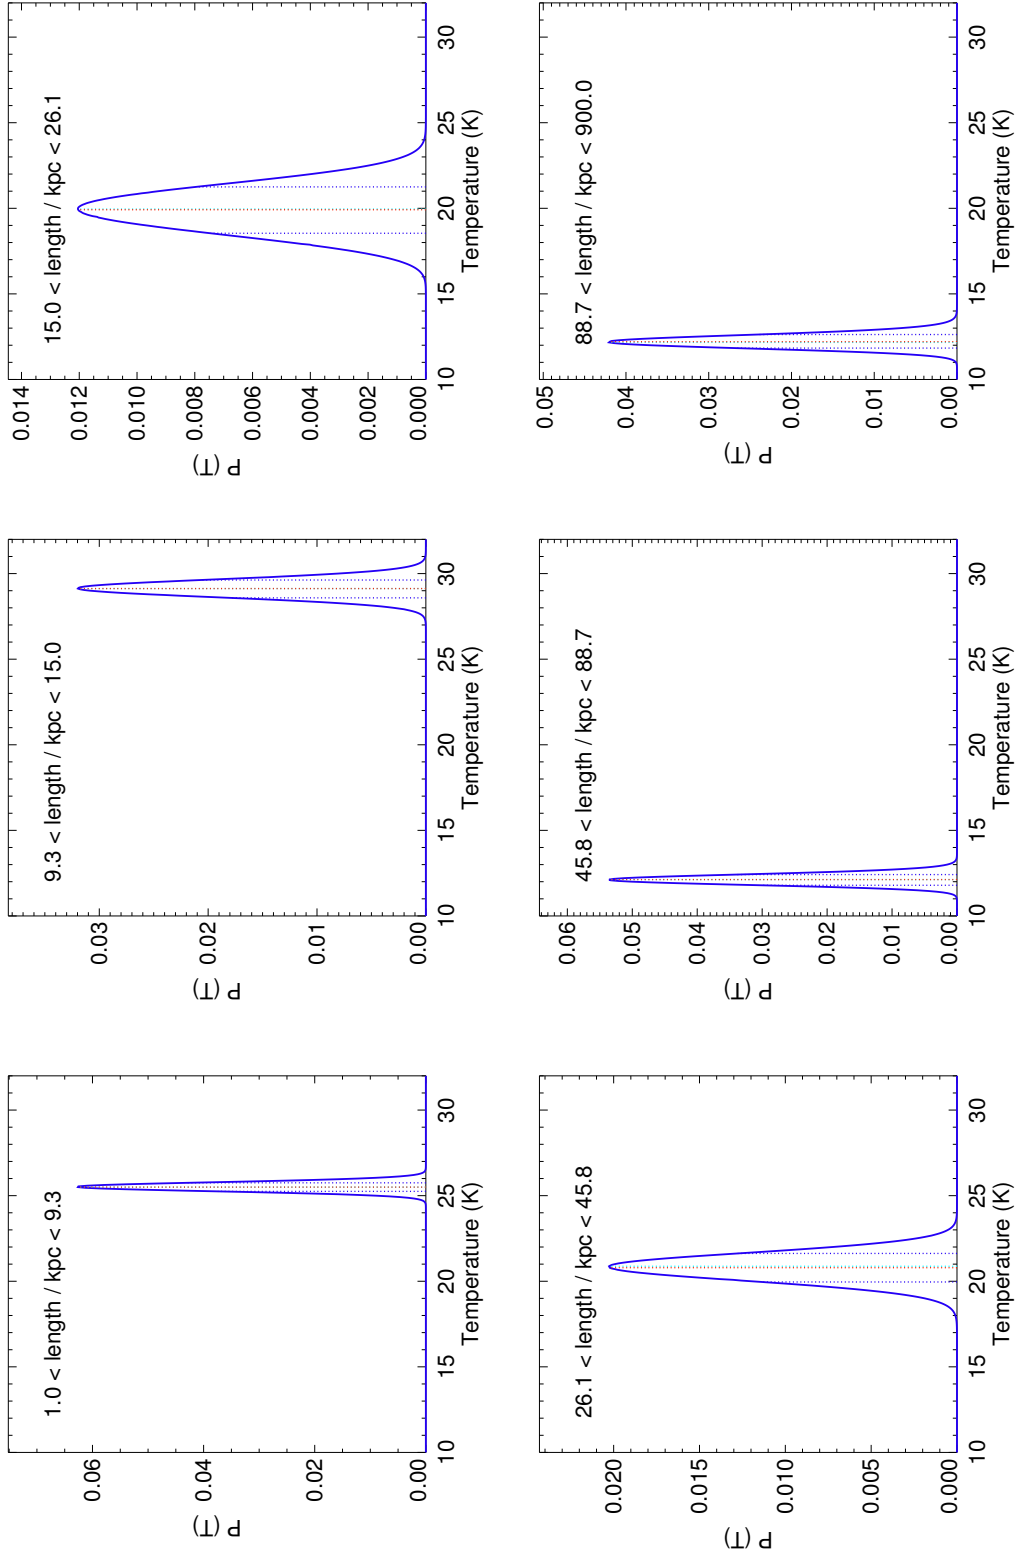 1.0 < length / kpc < 9.3
P (T)
0.06
0.04
0.02
0.00
10 15 20 25 30
Temperature (K)
9.3 < length / kpc < 15.0
P (T)
0.03
0.02
0.01
0.00
10 15 20 25 30
Temperature (K)
15.0 < length / kpc < 26.1
P (T)
0.014
0.012
0.010
0.008
0.006
0.004
0.002
0.000
10 15 20 25 30
Temperature (K)
26.1 < length / kpc < 45.8
P (T)
0.020
0.015
0.010
0.005
0.000
10 15 20 25 30
Temperature (K)
45.8 < length / kpc < 88.7
P (T)
0.06
0.05
0.04
0.03
0.02
0.01
0.00
10 15 20 25 30
Temperature (K)
88.7 < length / kpc < 900.0
P (T)
0.05
0.04
0.03
0.02
0.01
0.00
10 15 20 25 30
Temperature (K)